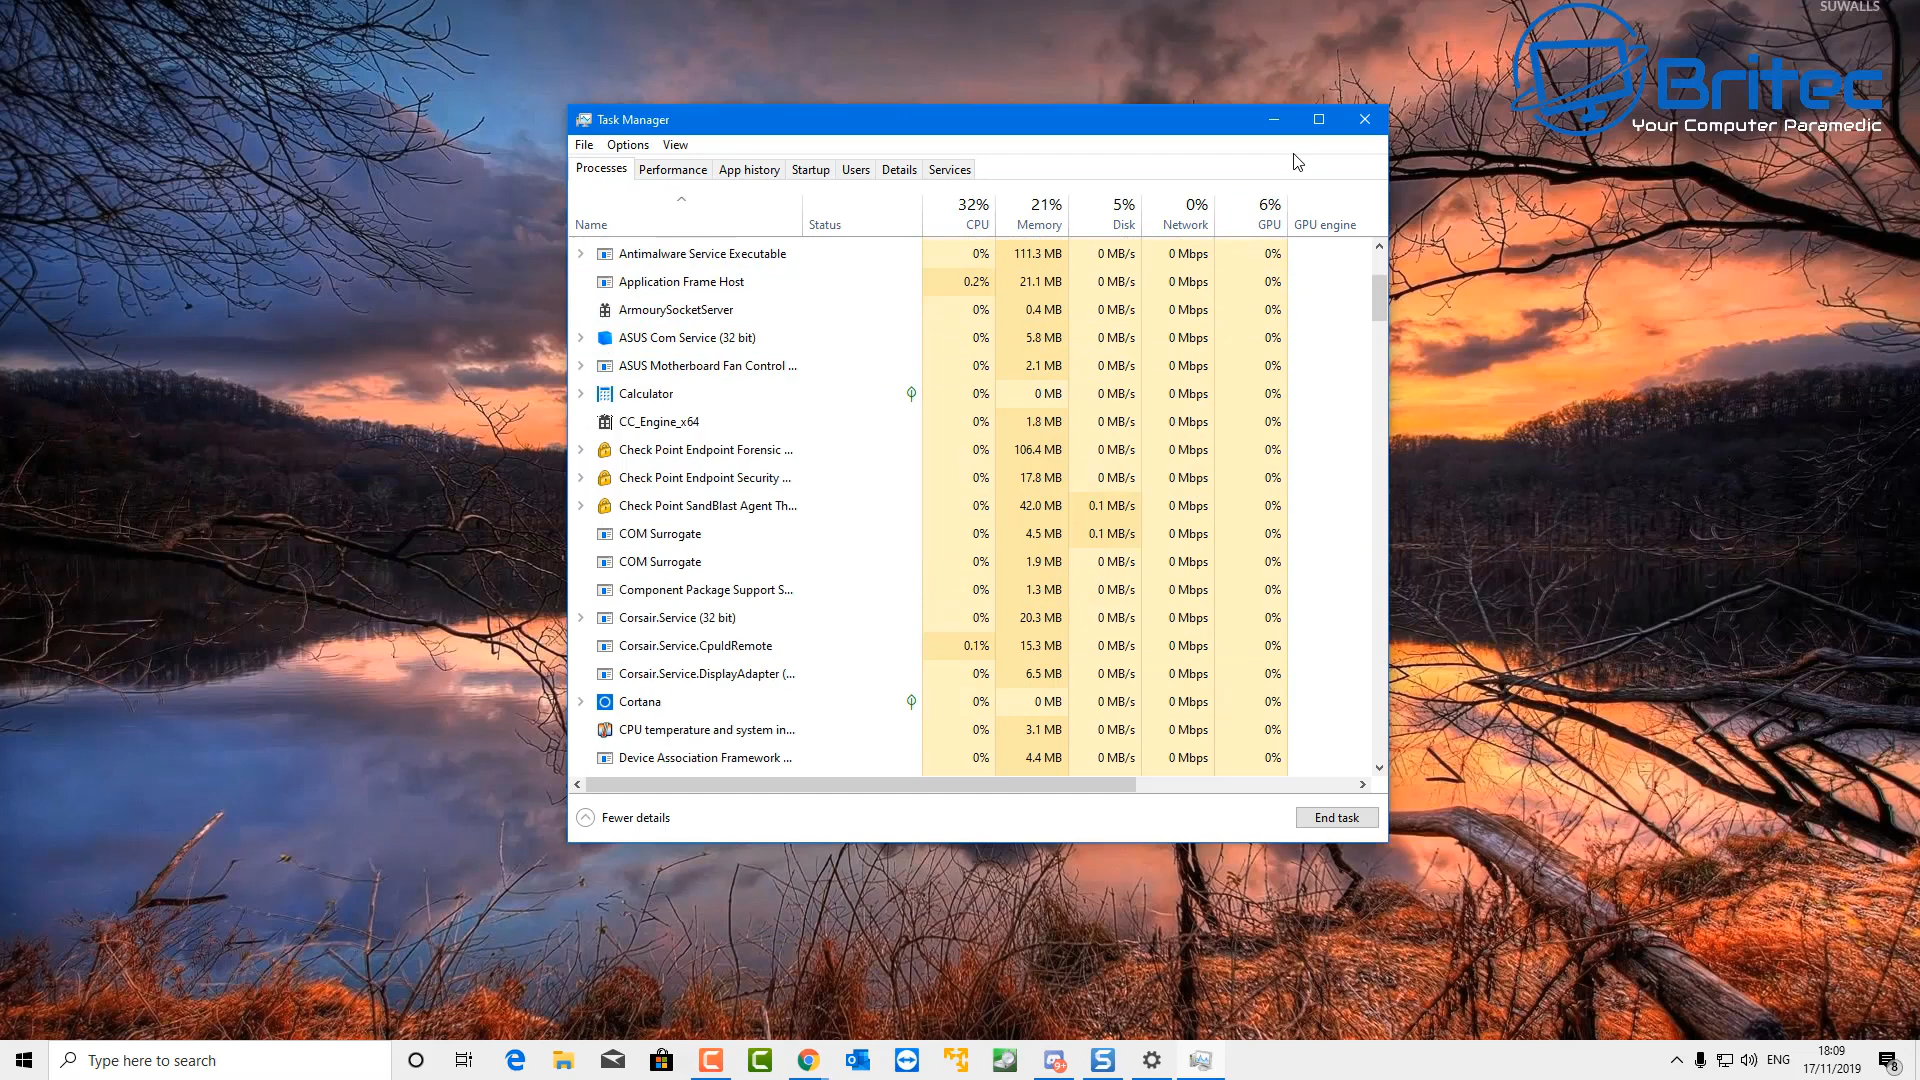 SUWALLS
Britec
Your Computer Paramedic
Task Manager
File Options View
Processes Performance App history Startup Users Details Services
32% 21% 5% 0% 6%
Name Status CPU Memory Disk Network GPU GPU engine
Antimalware Service Executable 0% 111.3 MB 0 MB/s 0 Mbps 0%
Application Frame Host 0.2% 21.1 MB 0 MB/s 0 Mbps 0%
ArmourySocketServer 0% 0.4 MB 0 MB/s 0 Mbps 0%
ASUS Com Service (32 bit) 0% 5.8 MB 0 MB/s 0 Mbps 0%
ASUS Motherboard Fan Control ... 0% 2.1 MB 0 MB/s 0 Mbps 0%
Calculator 0% 0 MB 0 MB/s 0 Mbps 0%
CC_Engine_x64 0% 1.8 MB 0 MB/s 0 Mbps 0%
Check Point Endpoint Forensic ... 0% 106.4 MB 0 MB/s 0 Mbps 0%
Check Point Endpoint Security ... 0% 17.8 MB 0 MB/s 0 Mbps 0%
Check Point SandBlast Agent Th... 0% 42.0 MB 0.1 MB/s 0 Mbps 0%
COM Surrogate 0% 4.5 MB 0.1 MB/s 0 Mbps 0%
COM Surrogate 0% 1.9 MB 0 MB/s 0 Mbps 0%
Component Package Support S... 0% 1.3 MB 0 MB/s 0 Mbps 0%
Corsair.Service (32 bit) 0% 20.3 MB 0 MB/s 0 Mbps 0%
Corsair.Service.CpuIdRemote 0.1% 15.3 MB 0 MB/s 0 Mbps 0%
Corsair.Service.DisplayAdapter (... 0% 6.5 MB 0 MB/s 0 Mbps 0%
Cortana 0% 0 MB 0 MB/s 0 Mbps 0%
CPU temperature and system in... 0% 3.1 MB 0 MB/s 0 Mbps 0%
Device Association Framework ... 0% 4.4 MB 0 MB/s 0 Mbps 0%
Fewer details End task
Type here to search
9+
ENG
18:09
17/11/2019
8